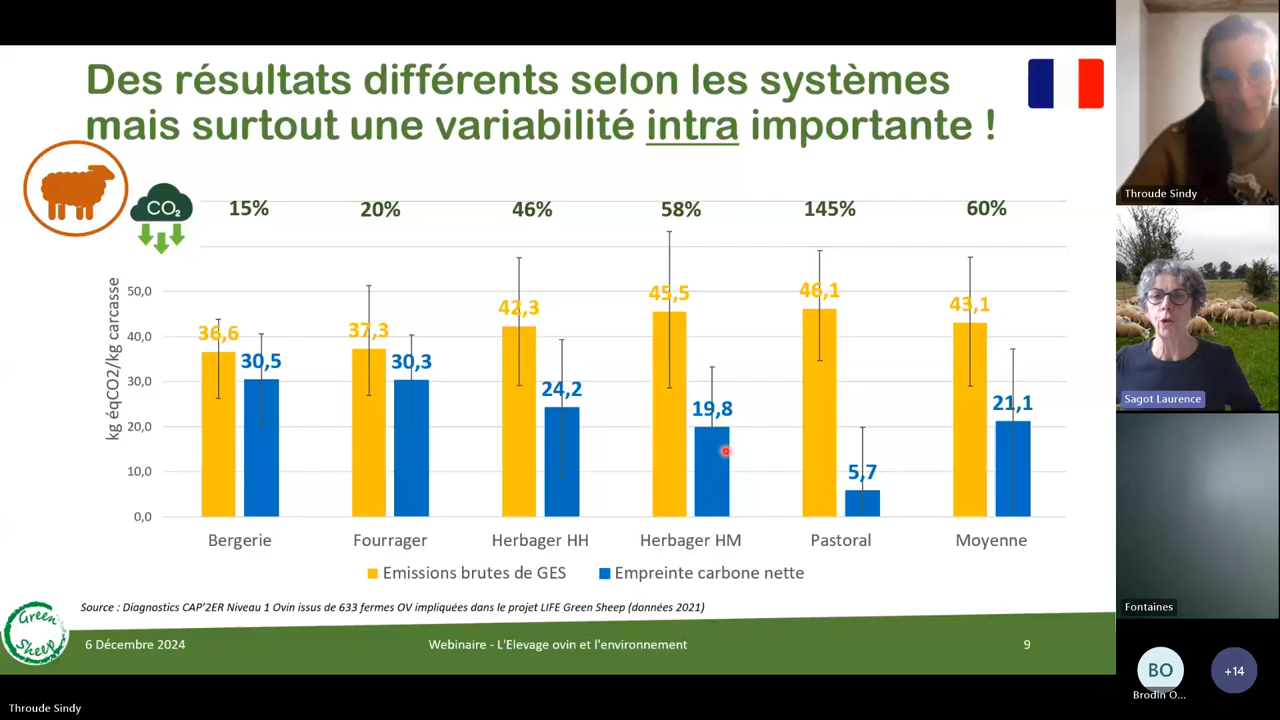 Des résultats différents selon les systèmes
mais surtout une variabilité intra importante !
CO₂
15% 20% 46% 58% 145% 60%
kg éqCO2/kg carcasse
50,0
40,0
30,0
20,0
10,0
0,0
36,6 30,5
37,3 30,3
42,3 24,2
45,5 19,8
46,1 5,7
43,1 21,1
Bergerie Fourrager Herbager HH Herbager HM Pastoral Moyenne
Emissions brutes de GES Empreinte carbone nette
Source : Diagnostics CAP'2ER Niveau 1 Ovin issus de 633 fermes OV impliquées dans le projet LIFE Green Sheep (données 2021)
Green
Sheep
6 Décembre 2024 Webinaire - L'Elevage ovin et l'environnement 9
Throude Sindy
Throude Sindy
Sagot Laurence
Fontaines
BO
Brodin O...
+14